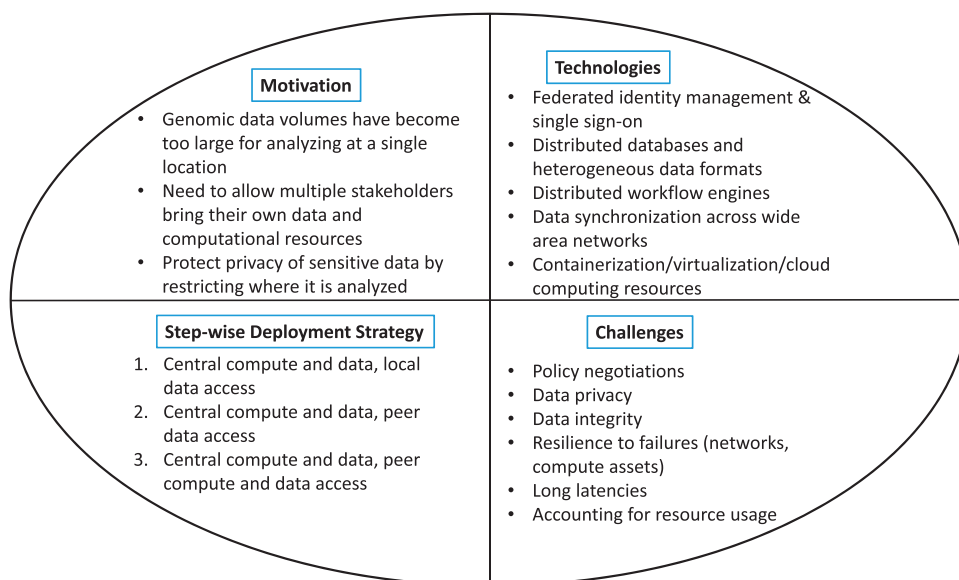 Motivation
• Genomic data volumes have become
too large for analyzing at a single
location
• Need to allow multiple stakeholders
bring their own data and
computational resources
• Protect privacy of sensitive data by
restricting where it is analyzed
Technologies
• Federated identity management &
single sign-on
• Distributed databases and
heterogeneous data formats
• Distributed workflow engines
• Data synchronization across wide
area networks
• Containerization/virtualization/cloud
computing resources
Step-wise Deployment Strategy
1. Central compute and data, local
data access
2. Central compute and data, peer
data access
3. Central compute and data, peer
compute and data access
Challenges
• Policy negotiations
• Data privacy
• Data integrity
• Resilience to failures (networks,
compute assets)
• Long latencies
• Accounting for resource usage